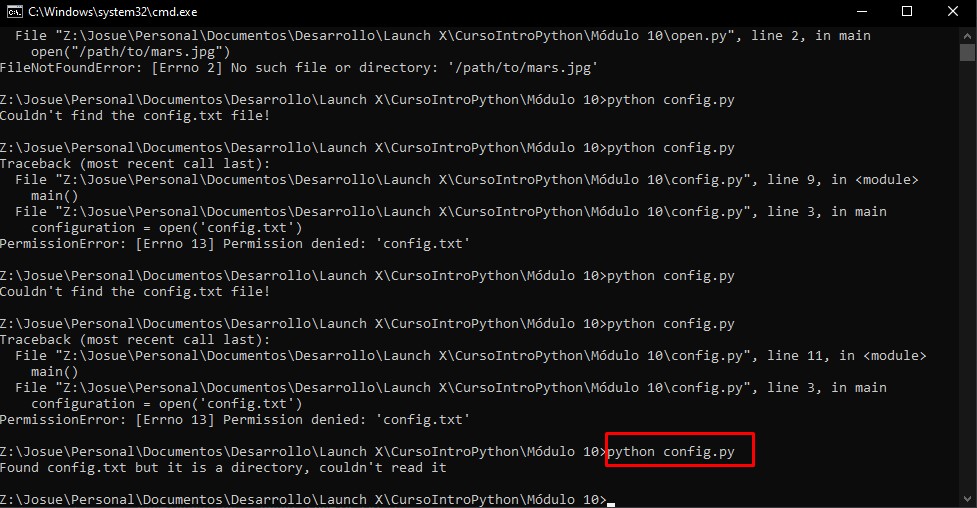 C:\Windows\system32\cmd.exe
File "Z:\Josue\Personal\Documentos\Desarrollo\Launch X\CursoIntroPython\Módulo 10\open.py", line 2, in main
open("/path/to/mars.jpg")
FileNotFoundError: [Errno 2] No such file or directory: '/path/to/mars.jpg'
Z:\Josue\Personal\Documentos\Desarrollo\Launch X\CursoIntroPython\Módulo 10>python config.py
Couldn't find the config.txt file!
Z:\Josue\Personal\Documentos\Desarrollo\Launch X\CursoIntroPython\Módulo 10>python config.py
Traceback (most recent call last):
File "Z:\Josue\Personal\Documentos\Desarrollo\Launch X\CursoIntroPython\Módulo 10\config.py", line 9, in <module>
main()
File "Z:\Josue\Personal\Documentos\Desarrollo\Launch X\CursoIntroPython\Módulo 10\config.py", line 3, in main
configuration = open('config.txt')
PermissionError: [Errno 13] Permission denied: 'config.txt'
Z:\Josue\Personal\Documentos\Desarrollo\Launch X\CursoIntroPython\Módulo 10>python config.py
Couldn't find the config.txt file!
Z:\Josue\Personal\Documentos\Desarrollo\Launch X\CursoIntroPython\Módulo 10>python config.py
Traceback (most recent call last):
File "Z:\Josue\Personal\Documentos\Desarrollo\Launch X\CursoIntroPython\Módulo 10\config.py", line 11, in <module>
main()
File "Z:\Josue\Personal\Documentos\Desarrollo\Launch X\CursoIntroPython\Módulo 10\config.py", line 3, in main
configuration = open('config.txt')
PermissionError: [Errno 13] Permission denied: 'config.txt'
Z:\Josue\Personal\Documentos\Desarrollo\Launch X\CursoIntroPython\Módulo 10>python config.py
Found config.txt but it is a directory, couldn't read it
Z:\Josue\Personal\Documentos\Desarrollo\Launch X\CursoIntroPython\Módulo 10>